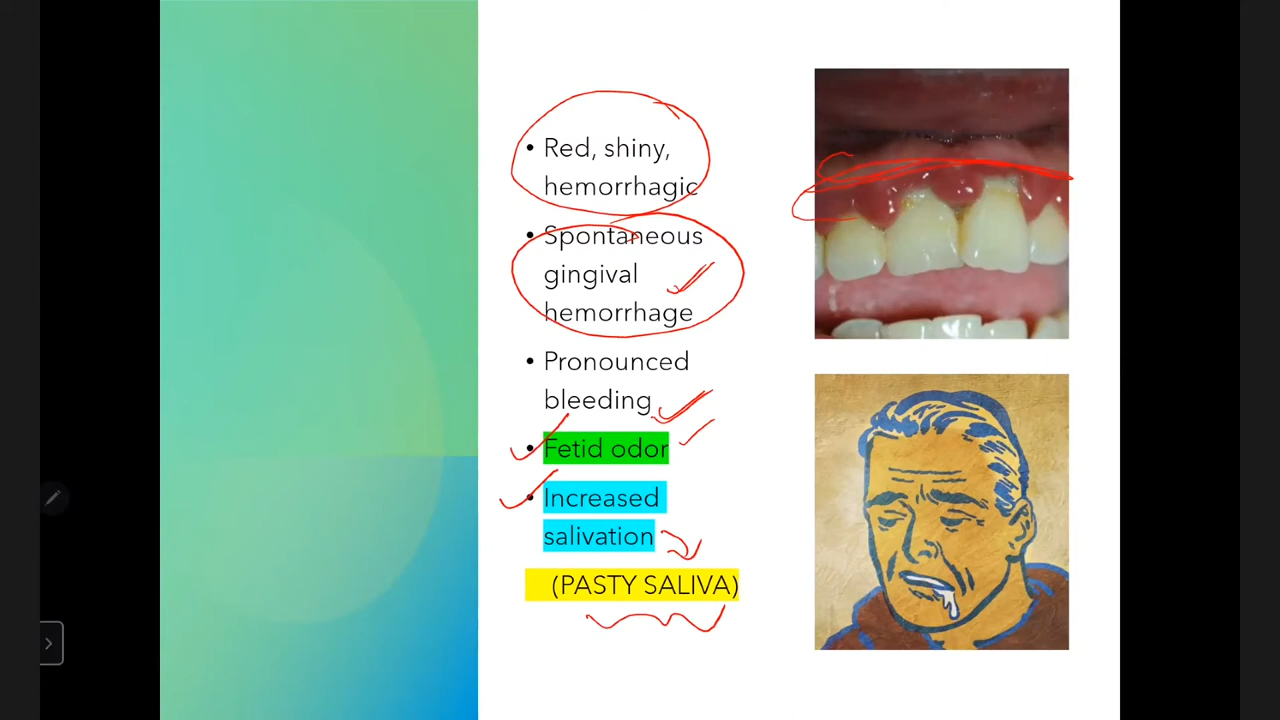 • Red, shiny,
hemorrhagic
• Spontaneous
gingival
hemorrhage
• Pronounced
bleeding
• Fetid odor
• Increased
salivation
(PASTY SALIVA)